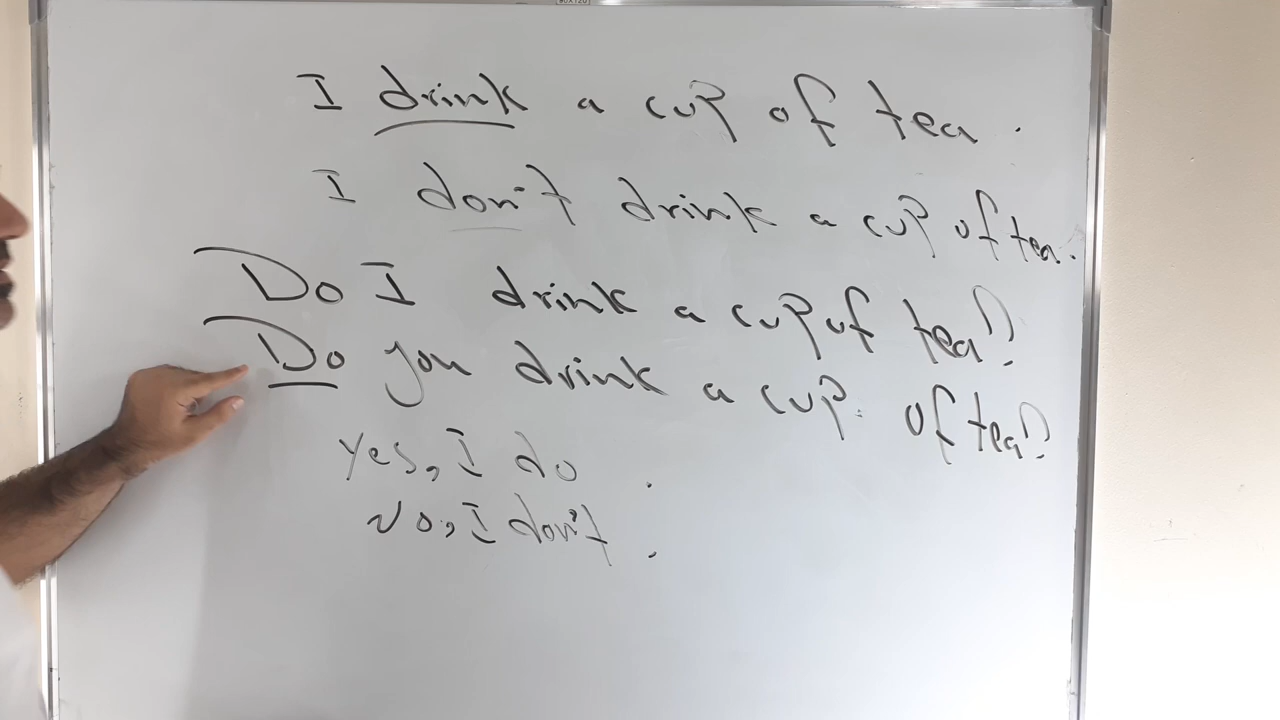 I drink a cup of tea.
I don't drink a cup of tea.
Do I drink a cup of tea?
Do you drink a cup of tea?
Yes, I do.
No, I don't.